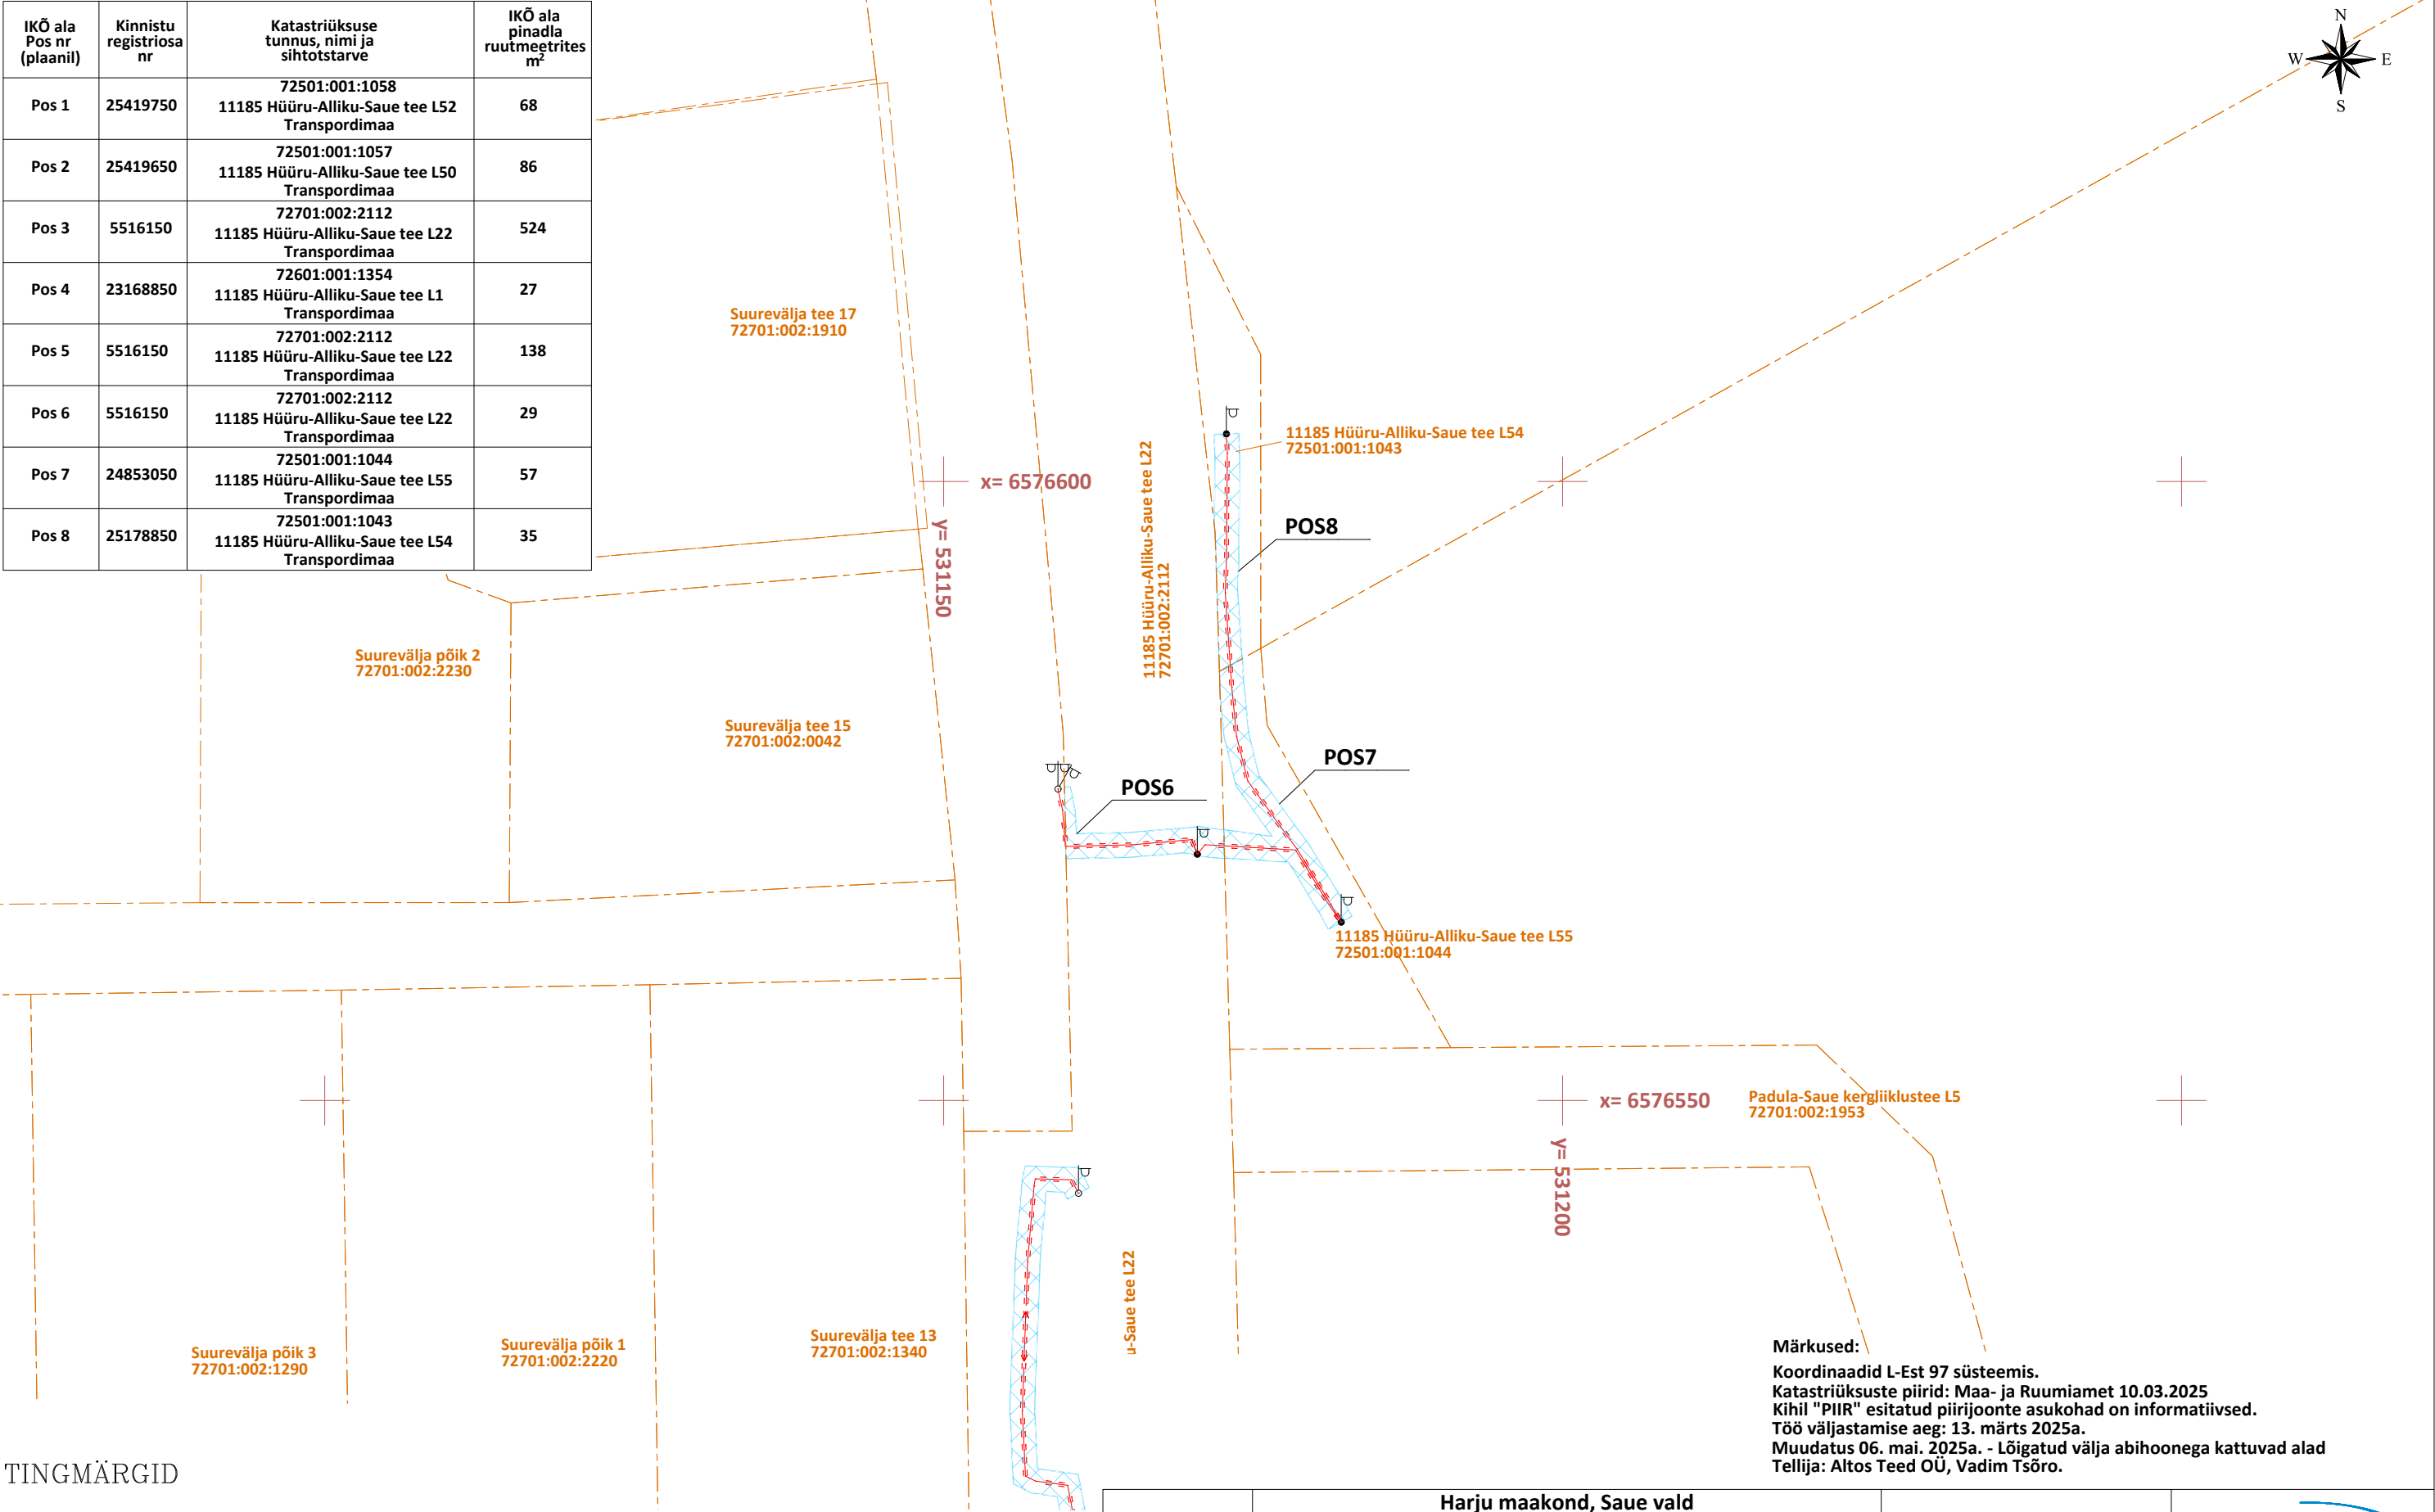 IKÕ ala
Pos nr
(plaanil)
Kinnistu
registriosa
nr
Katastriüksuse
tunnus, nimi ja
sihtotstarve
IKÕ ala
pinadla
ruutmeetrites
m²
Pos 1
25419750
72501:001:1058
11185 Hüüru-Alliku-Saue tee L52
Transpordimaa
68
Pos 2
25419650
72501:001:1057
11185 Hüüru-Alliku-Saue tee L50
Transpordimaa
86
Pos 3
5516150
72701:002:2112
11185 Hüüru-Alliku-Saue tee L22
Transpordimaa
524
Pos 4
23168850
72601:001:1354
11185 Hüüru-Alliku-Saue tee L1
Transpordimaa
27
Pos 5
5516150
72701:002:2112
11185 Hüüru-Alliku-Saue tee L22
Transpordimaa
138
Pos 6
5516150
72701:002:2112
11185 Hüüru-Alliku-Saue tee L22
Transpordimaa
29
Pos 7
24853050
72501:001:1044
11185 Hüüru-Alliku-Saue tee L55
Transpordimaa
57
Pos 8
25178850
72501:001:1043
11185 Hüüru-Alliku-Saue tee L54
Transpordimaa
35
N
W
E
S
Suurevälja tee 17
72701:002:1910
11185 Hüüru-Alliku-Saue tee L54
72501:001:1043
x= 6576600
y= 531150
11185 Hüüru-Alliku-Saue tee L22
72701:002:2112
POS8
Suurevälja põik 2
72701:002:2230
Suurevälja tee 15
72701:002:0042
POS7
POS6
11185 Hüüru-Alliku-Saue tee L55
72501:001:1044
x= 6576550
y= 531200
Padula-Saue kergliiklustee L5
72701:002:1953
u-Saue tee L22
Suurevälja põik 3
72701:002:1290
Suurevälja põik 1
72701:002:2220
Suurevälja tee 13
72701:002:1340
Märkused:
Koordinaadid L-Est 97 süsteemis.
Katastriüksuste piirid: Maa- ja Ruumiamet 10.03.2025
Kihil "PIIR" esitatud piirijoonte asukohad on informatiivsed.
Töö väljastamise aeg: 13. märts 2025a.
Muudatus 06. mai. 2025a. - Lõigatud välja abihoonega kattuvad alad
Tellija: Altos Teed OÜ, Vadim Tsõro.
TINGMÄRGID
Harju maakond, Saue vald